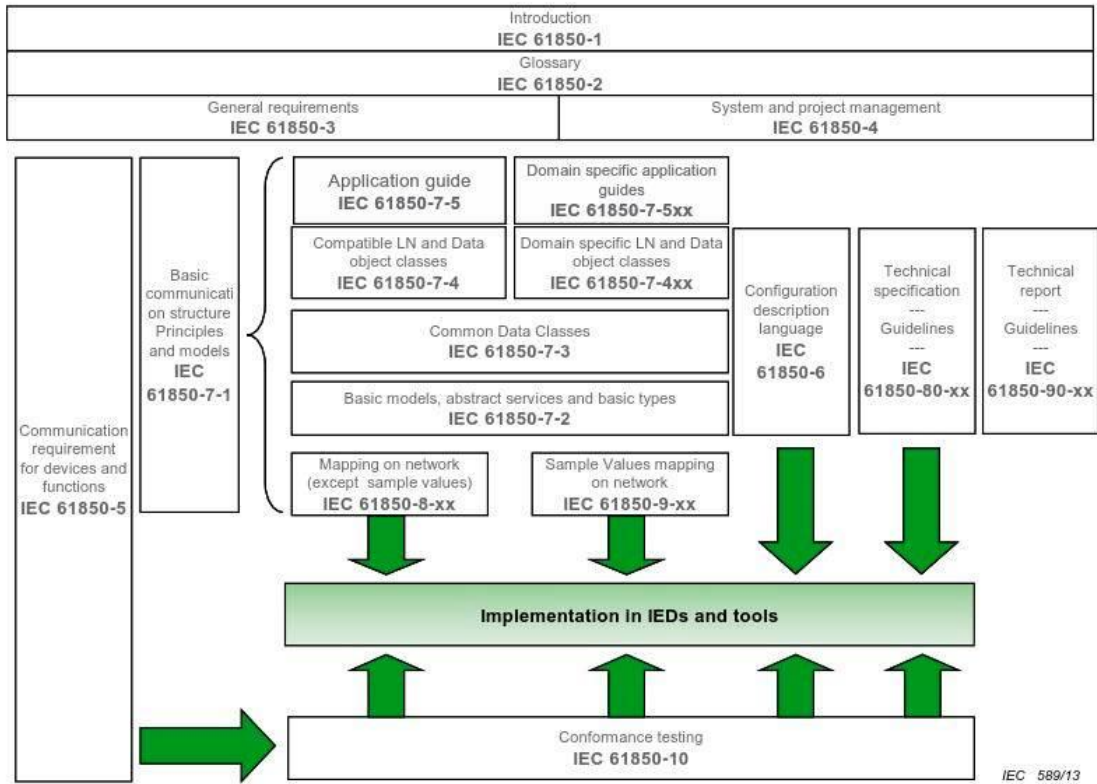 Introduction
IEC 61850-1
Glossary
IEC 61850-2
General requirements
IEC 61850-3
System and project management
IEC 61850-4
Communication
requirement
for devices and
functions
IEC 61850-5
Basic
communicati
on structure
Principles
and models
IEC
61850-7-1
Application guide
IEC 61850-7-5
Domain specific application
guides
IEC 61850-7-5xx
Compatible LN and Data
object classes
IEC 61850-7-4
Domain specific LN and Data
object classes
IEC 61850-7-4xx
Common Data Classes
IEC 61850-7-3
Basic models, abstract services and basic types
IEC 61850-7-2
Mapping on network
(except sample values)
IEC 61850-8-xx
Sample Values mapping
on network
IEC 61850-9-xx
Configuration
description
language
IEC
61850-6
Technical
specification
---
Guidelines
---
IEC
61850-80-xx
Technical
report
---
Guidelines
---
IEC
61850-90-xx
Implementation in IEDs and tools
Conformance testing
IEC 61850-10
IEC 589/13